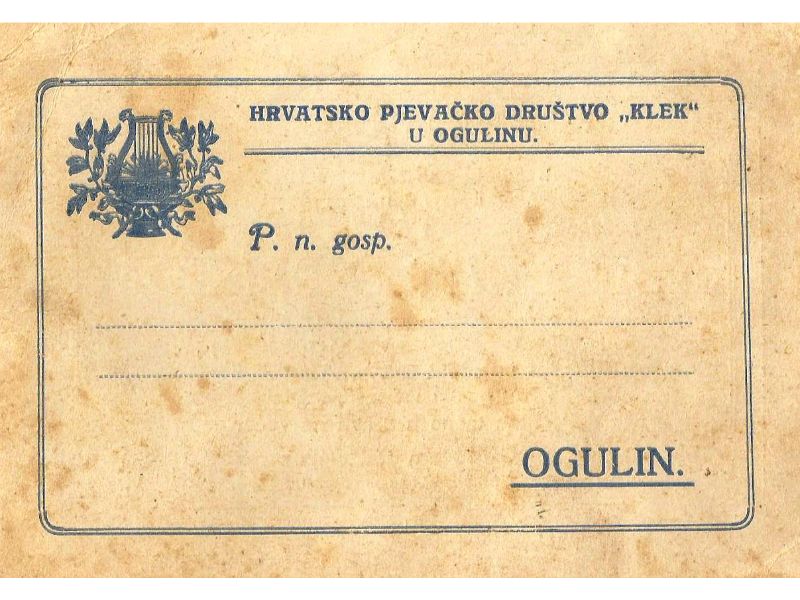 HRVATSKO PJEVAČKO DRUŠTVO „KLEK“
U OGULINU.
P. n. gosp.
OGULIN.